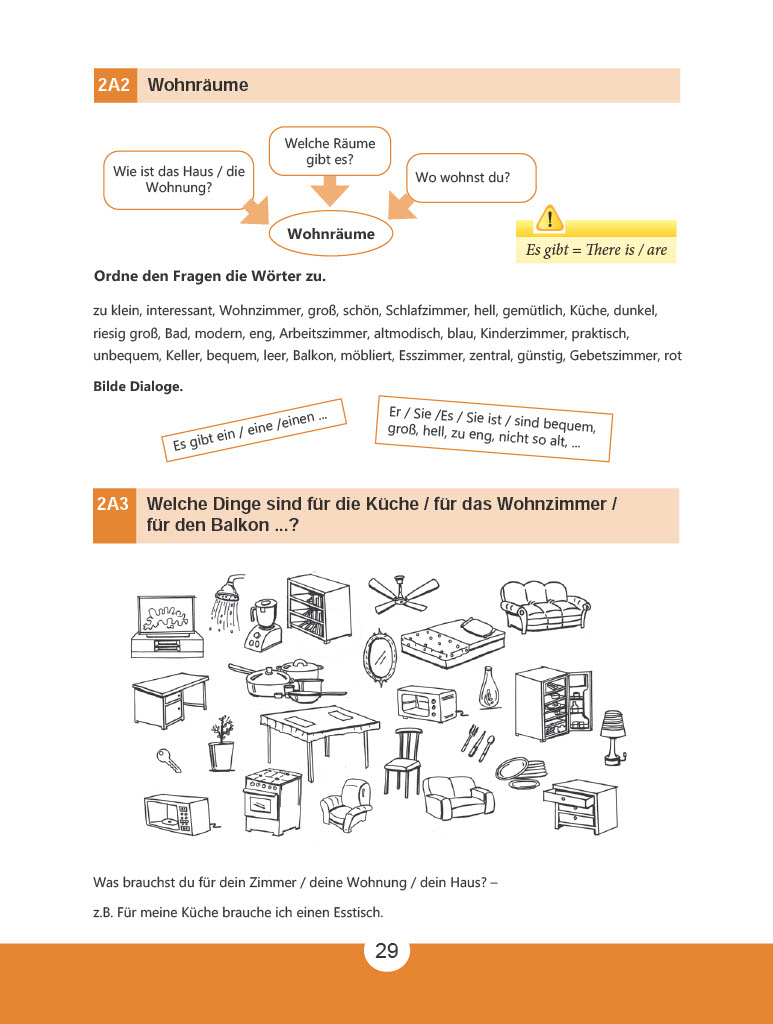 2A2 Wohnräume
Welche Räume
gibt es?
Wie ist das Haus / die
Wohnung?
Wo wohnst du?
Wohnräume
!
Es gibt = There is / are
Ordne den Fragen die Wörter zu.
zu klein, interessant, Wohnzimmer, groß, schön, Schlafzimmer, hell, gemütlich, Küche, dunkel,
riesig groß, Bad, modern, eng, Arbeitszimmer, altmodisch, blau, Kinderzimmer, praktisch,
unbequem, Keller, bequem, leer, Balkon, möbliert, Esszimmer, zentral, günstig, Gebetszimmer, rot
Bilde Dialoge.
Es gibt ein / eine /einen ...
Er / Sie /Es / Sie ist / sind bequem,
groß, hell, zu eng, nicht so alt, ...
2A3 Welche Dinge sind für die Küche / für das Wohnzimmer /
für den Balkon ...?
Was brauchst du für dein Zimmer / deine Wohnung / dein Haus? –
z.B. Für meine Küche brauche ich einen Esstisch.
29